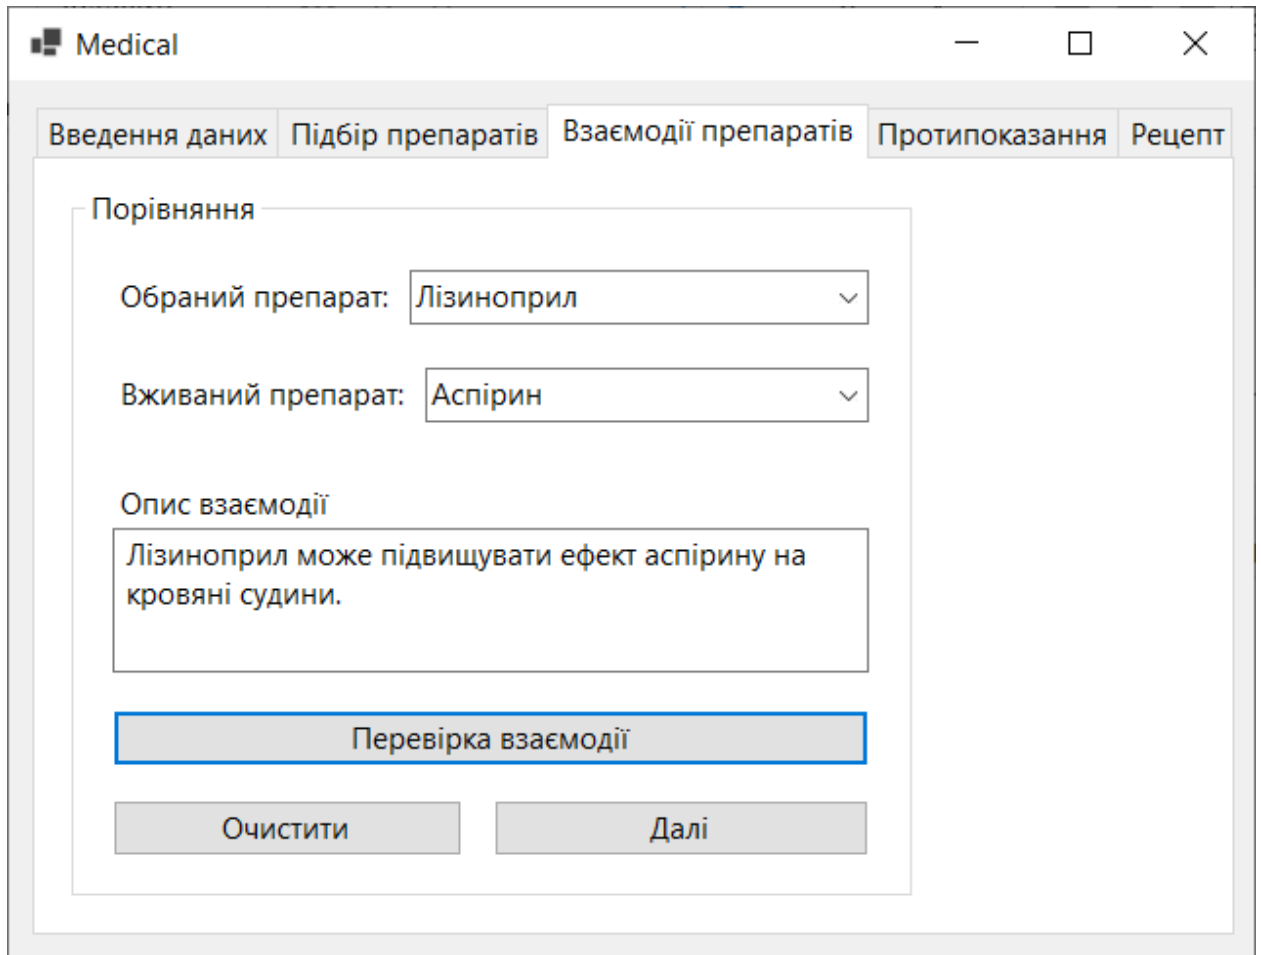 Medical
Введення даних Підбір препаратів Взаємодії препаратів Протипоказання Рецепт
Порівняння
Обраний препарат: Лізиноприл
Вживаний препарат: Аспірин
Опис взаємодії
Лізиноприл може підвищувати ефект аспірину на
кровяні судини.
Перевірка взаємодії
Очистити Далі